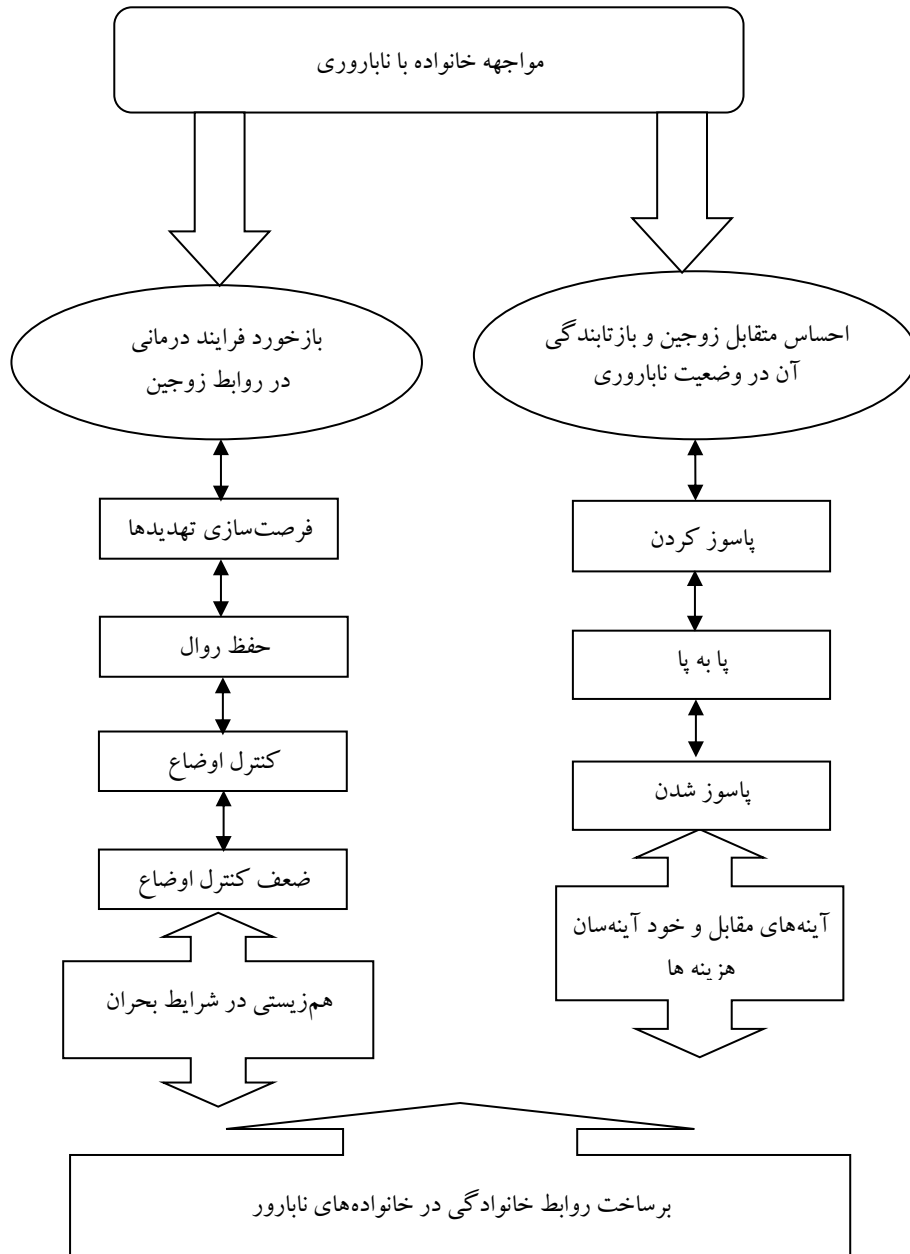 مواجهه خانواده با ناباروری
احساس متقابل زوجین و بازتابندگی
آن در وضعیت ناباروری
پاسوز کردن
پا به پا
پاسوز شدن
آینه‌های مقابل و خود آینه‌سان
هزینه ها
بازخورد فرایند درمانی
در روابط زوجین
فرصت‌سازی تهدیدها
حفظ روال
کنترل اوضاع
ضعف کنترل اوضاع
هم‌زیستی در شرایط بحران
برساخت روابط خانوادگی در خانواده‌های نابارور